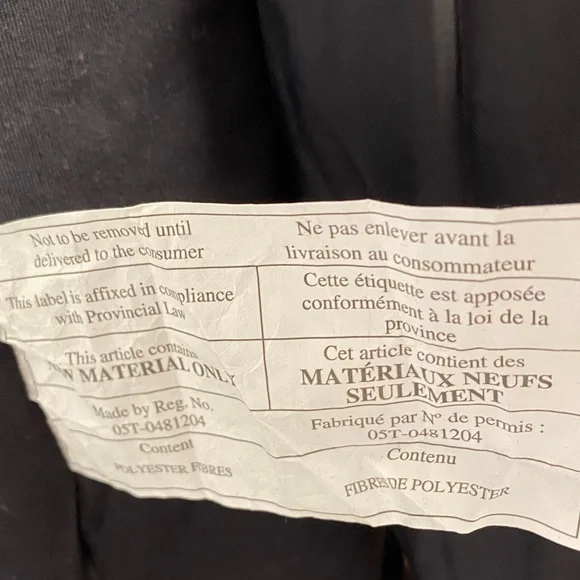 Not to be removed until
delivered to the consumer
Ne pas enlever avant la
livraison au consommateur
This label is affixed in compliance
with Provincial Law
Cette étiquette est apposée
conformément à la loi de la
province
This article contains
NEW MATERIAL ONLY
Cet article contient des
MATÉRIAUX NEUFS
SEULEMENT
Made by Reg. No.
05T-0481204
Fabriqué par Nº de permis :
05T-0481204
Content
POLYESTER FIBRES
Contenu
FIBRES DE POLYESTER